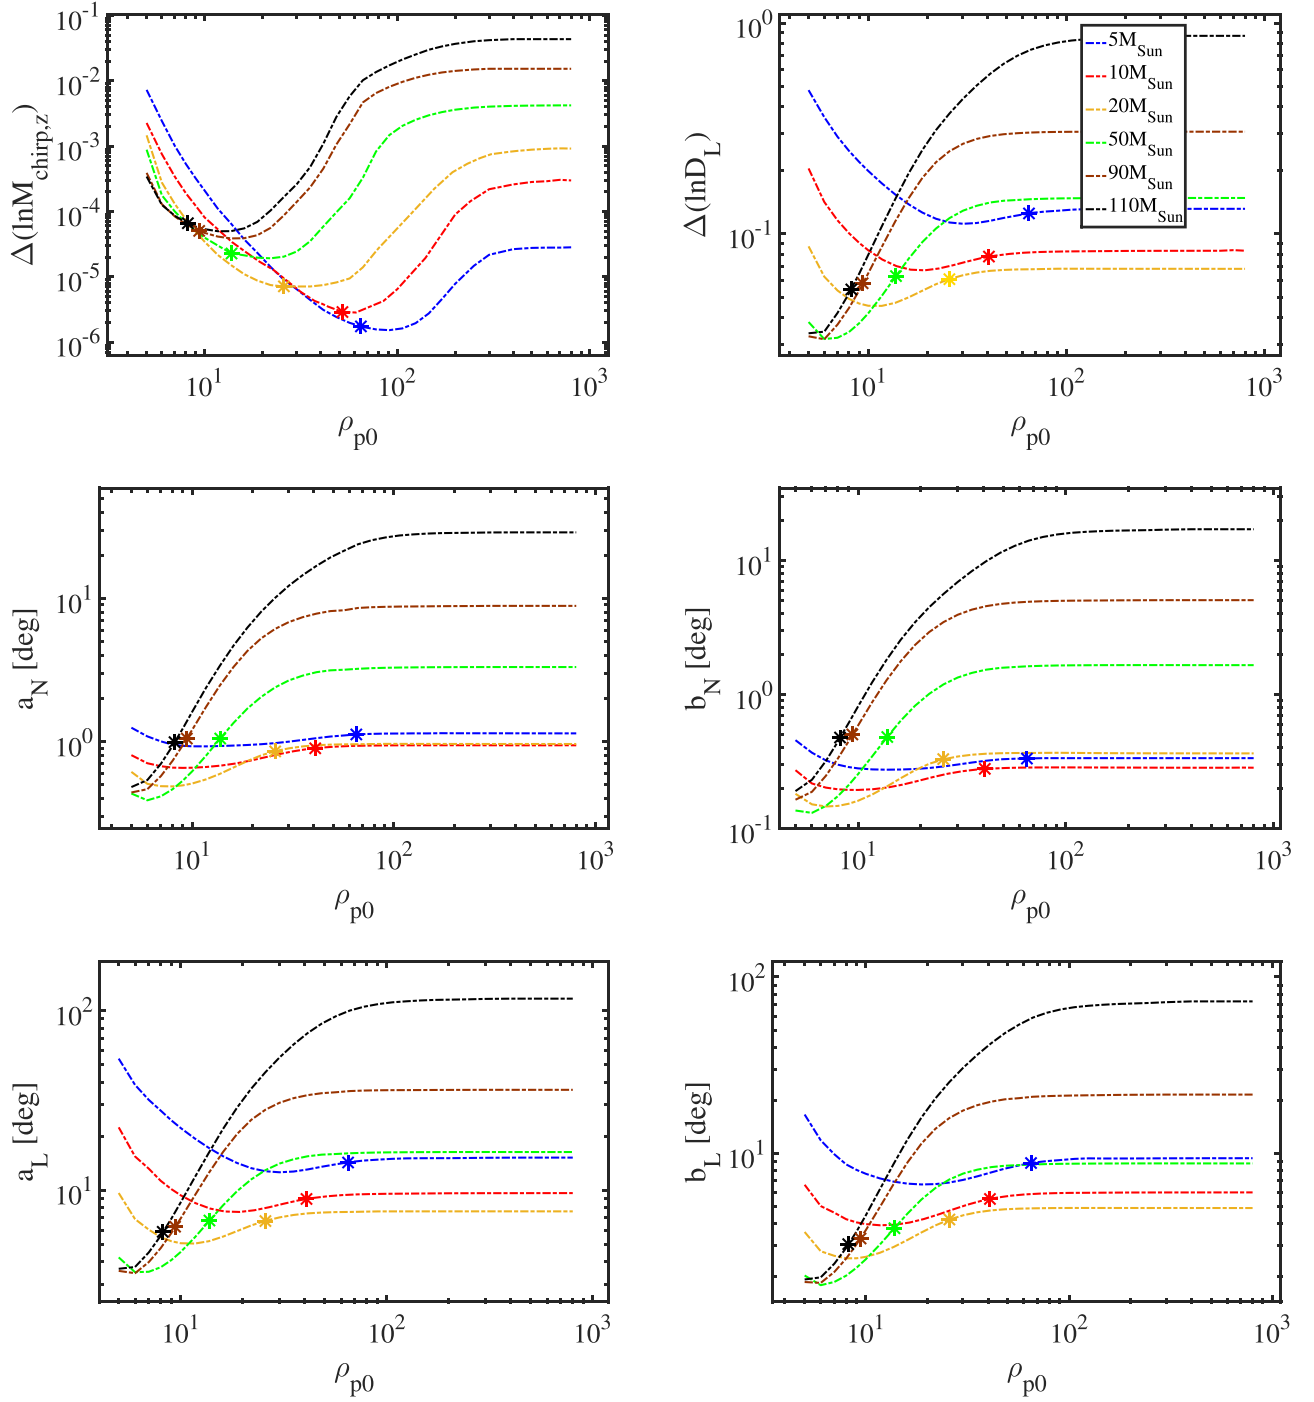 Δ(lnM_chirp,z)
10^-1
10^-2
10^-3
10^-4
10^-5
10^-6
10^1 10^2 10^3
ρ_p0
Δ(lnD_L)
10^0
10^-1
10^1 10^2 10^3
ρ_p0
5M_Sun
10M_Sun
20M_Sun
50M_Sun
90M_Sun
110M_Sun
a_N [deg]
10^1
10^0
10^1 10^2 10^3
ρ_p0
b_N [deg]
10^1
10^0
10^-1
10^1 10^2 10^3
ρ_p0
a_L [deg]
10^2
10^1
10^1 10^2 10^3
ρ_p0
b_L [deg]
10^2
10^1
10^1 10^2 10^3
ρ_p0